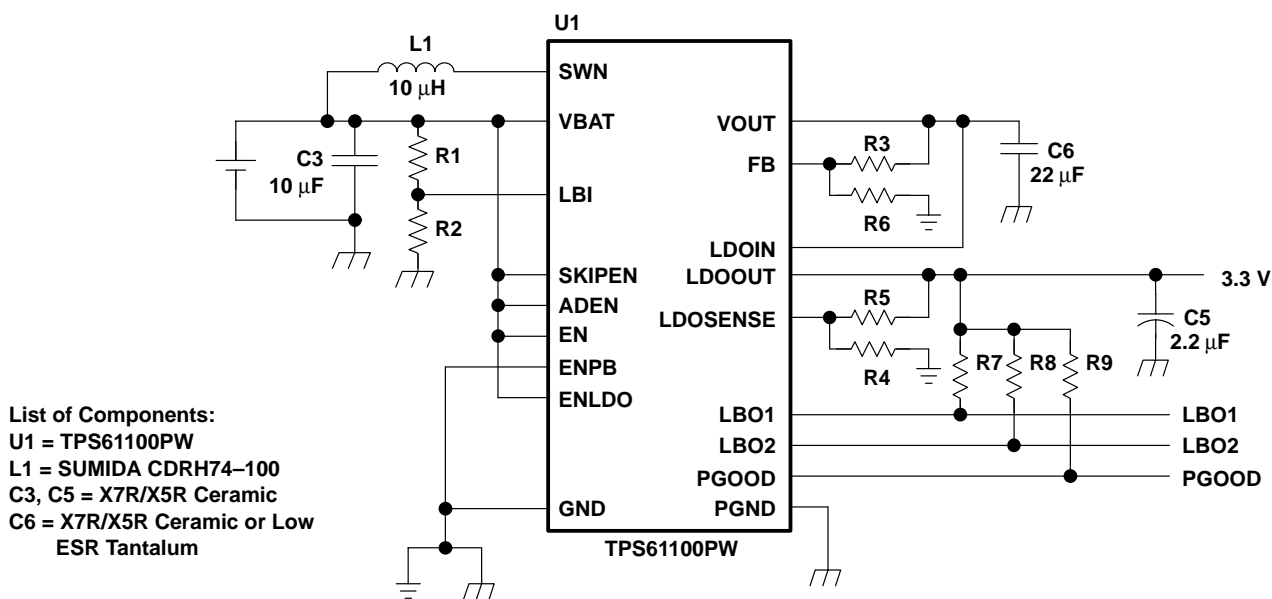 U1
L1
10 µH
SWN
VBAT
VOUT
C3
10 µF
R1
R3
FB
C6
22 µF
LBI
R2
R6
LDOIN
SKIPEN
LDOOUT
3.3 V
ADEN
R5
LDOSENSE
C5
2.2 µF
EN
R4
R7
R8
R9
ENPB
ENLDO
LBO1
LBO1
LBO2
LBO2
PGOOD
PGOOD
GND
PGND
TPS61100PW
List of Components:
U1 = TPS61100PW
L1 = SUMIDA CDRH74–100
C3, C5 = X7R/X5R Ceramic
C6 = X7R/X5R Ceramic or Low
ESR Tantalum